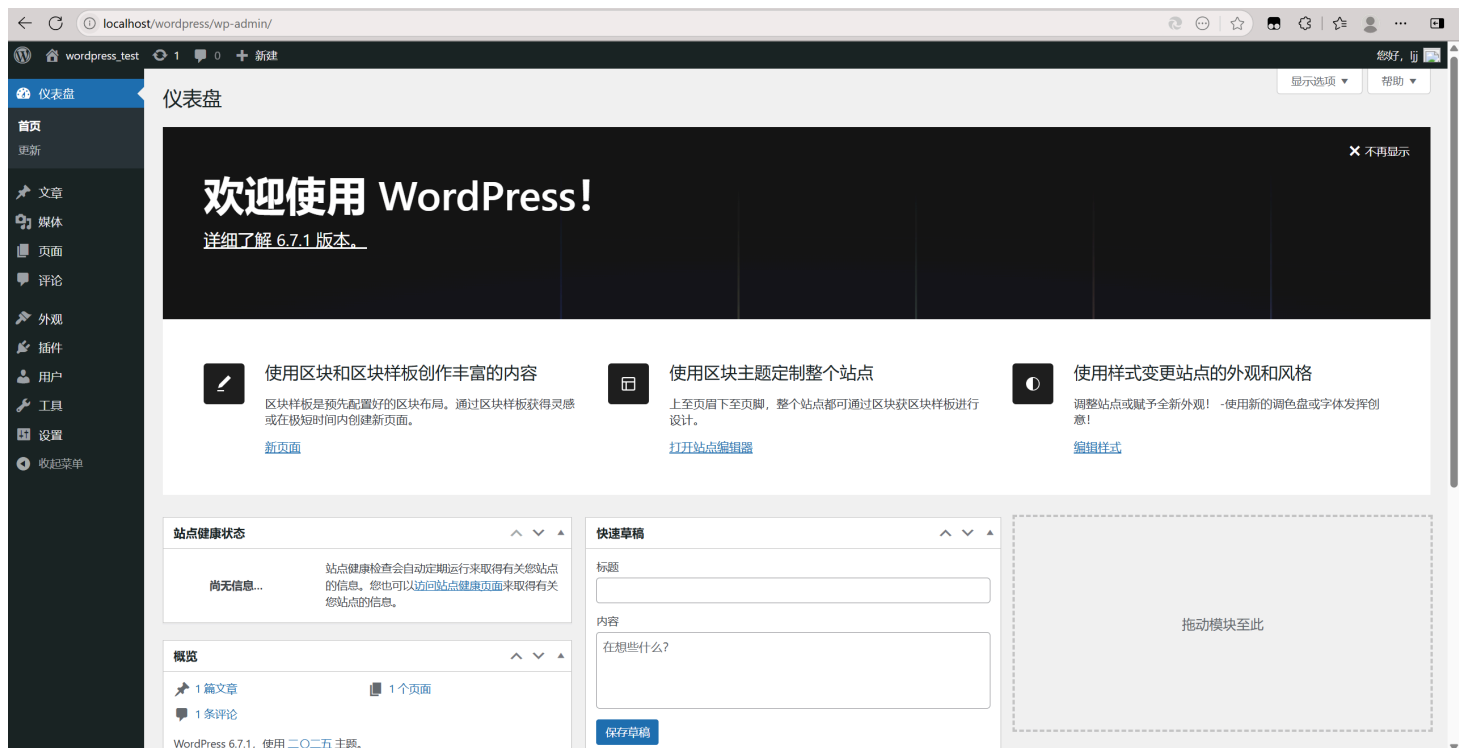 localhost/wordpress/wp-admin/
wordpress_test 1 0 新建
您好，ljj
仪表盘
首页
更新
文章
媒体
页面
评论
外观
插件
用户
工具
设置
收起菜单
仪表盘
显示选项
帮助
不再显示
欢迎使用 WordPress！
详细了解 6.7.1 版本。
使用区块和区块样板创作丰富的内容
区块样板是预先配置好的区块布局。通过区块样板获得灵感
或在极短时间内创建新页面。
新页面
使用区块主题定制整个站点
上至页眉下至页脚，整个站点都可通过区块获区块样板进行
设计。
打开站点编辑器
使用样式变更站点的外观和风格
调整站点或赋予全新外观！ -使用新的调色盘或字体发挥创
意！
编辑样式
站点健康状态
尚无信息...
站点健康检查会自动定期运行来取得有关您站点
的信息。您也可以访问站点健康页面来取得有关
您站点的信息。
概览
1 篇文章
1 个页面
1 条评论
WordPress 6.7.1，使用 二〇二五 主题。
快速草稿
标题
内容
在想些什么？
保存草稿
拖动模块至此